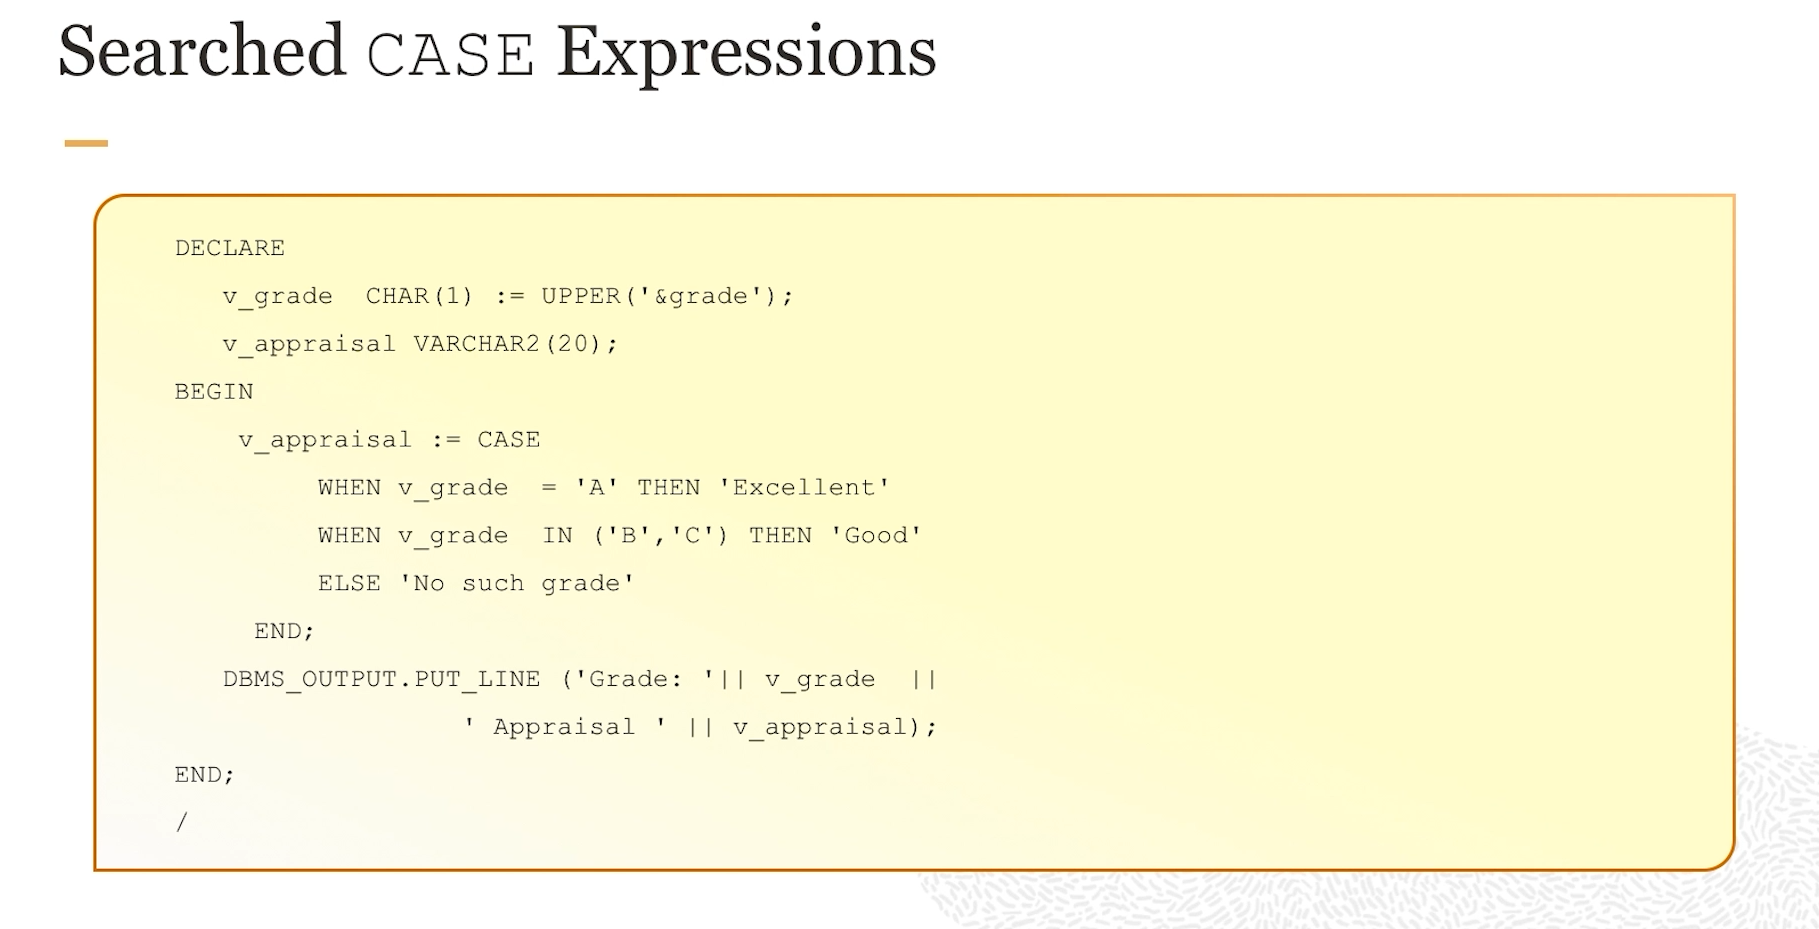 Searched CASE Expressions
DECLARE
v_grade  CHAR(1) := UPPER('&grade');
v_appraisal VARCHAR2(20);
BEGIN
v_appraisal := CASE
WHEN v_grade  = 'A' THEN 'Excellent'
WHEN v_grade  IN ('B','C') THEN 'Good'
ELSE 'No such grade'
END;
DBMS_OUTPUT.PUT_LINE ('Grade: '|| v_grade  ||
' Appraisal ' || v_appraisal);
END;
/